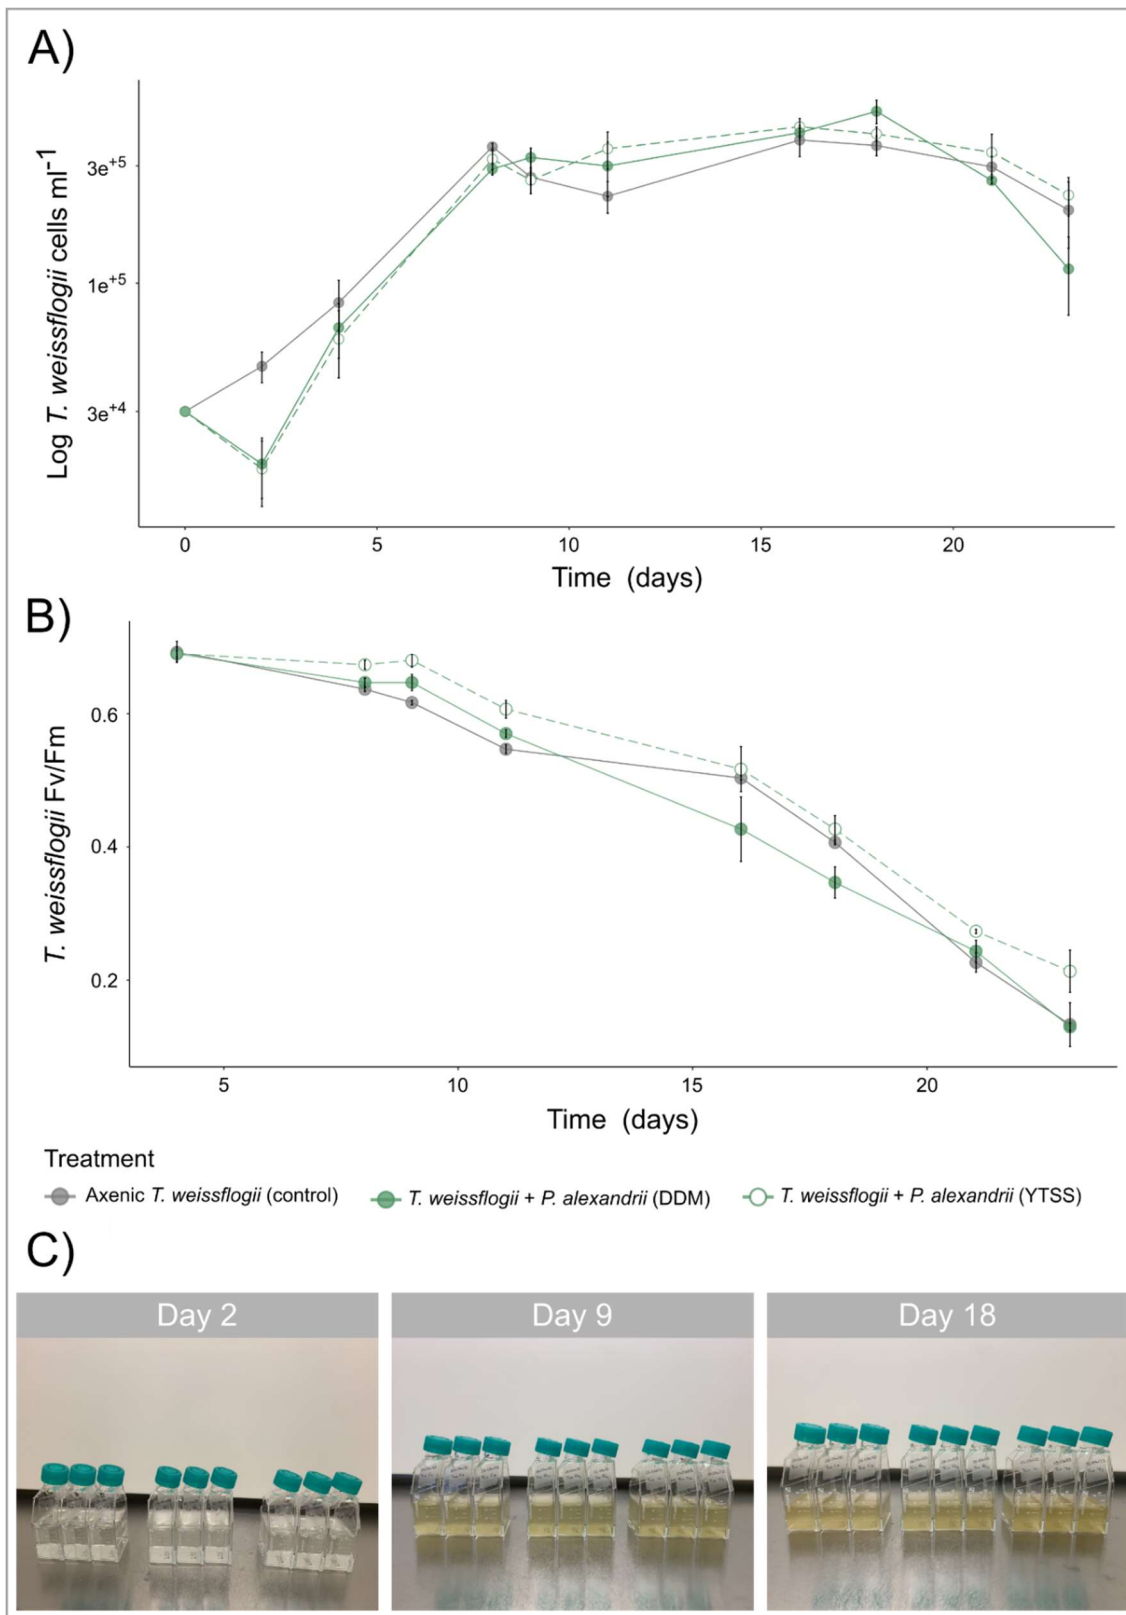 A)
Log T. weissflogii cells ml-1
3e+5
1e+5
3e+4
0 5 10 15 20
Time (days)
B)
T. weissflogii Fv/Fm
0.6
0.4
0.2
5 10 15 20
Time (days)
Treatment
Axenic T. weissflogii (control) T. weissflogii + P. alexandrii (DDM) T. weissflogii + P. alexandrii (YTSS)
C)
Day 2 Day 9 Day 18